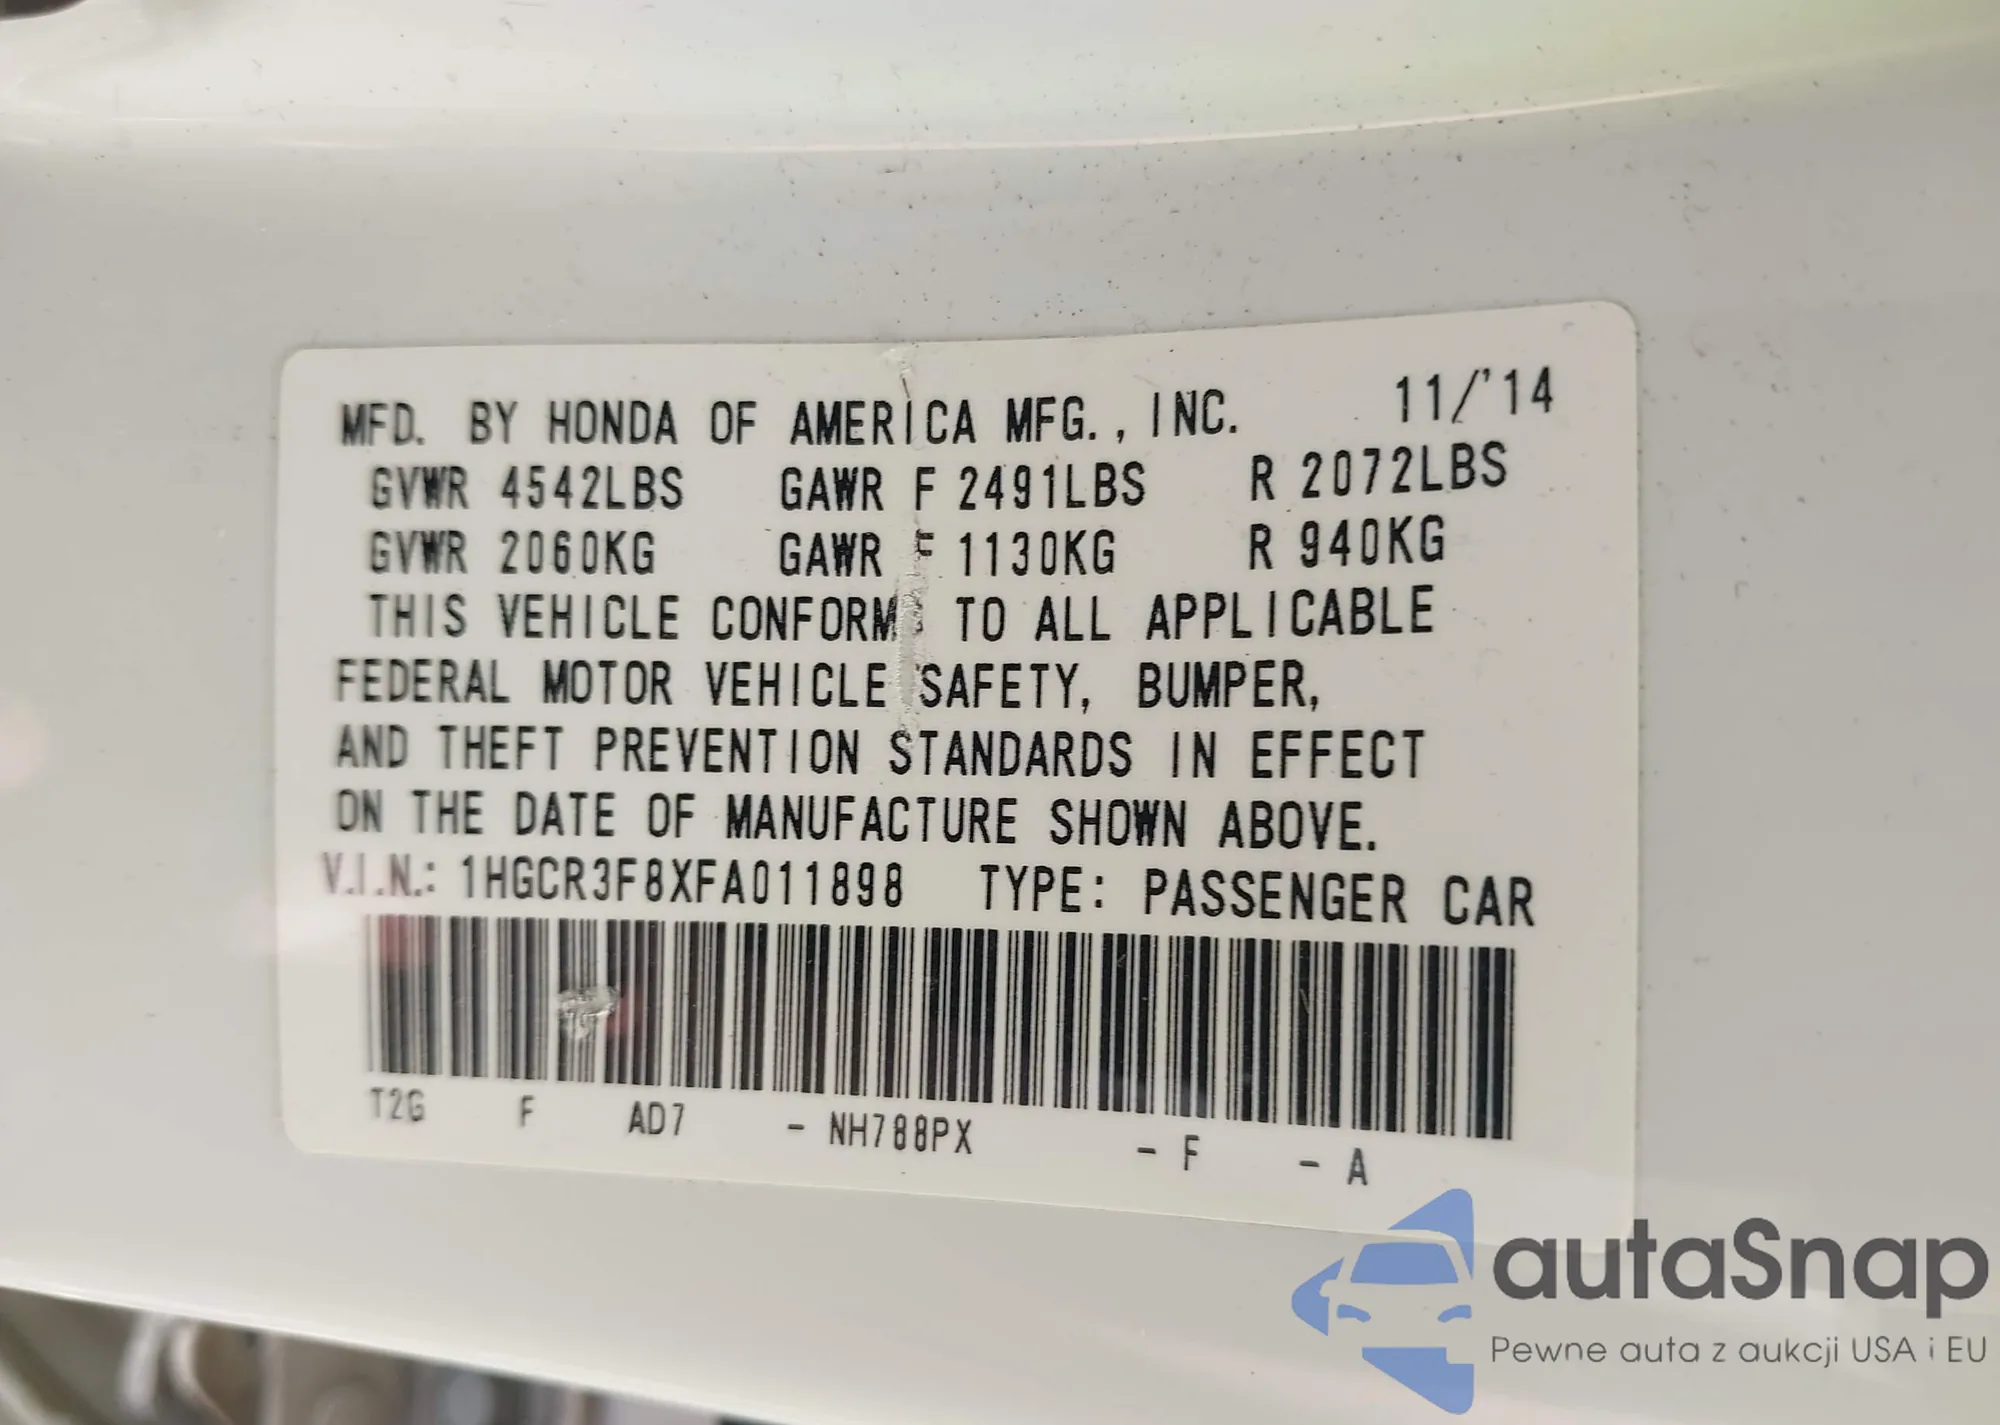 MFD. BY HONDA OF AMERICA MFG., INC. 11/'14
GVWR 4542LBS GAWR F 2491LBS R 2072LBS
GVWR 2060KG GAWR F 1130KG R 940KG
THIS VEHICLE CONFORMS TO ALL APPLICABLE
FEDERAL MOTOR VEHICLE SAFETY, BUMPER,
AND THEFT PREVENTION STANDARDS IN EFFECT
ON THE DATE OF MANUFACTURE SHOWN ABOVE.
V.I.N.: 1HGCR3F8XFA011898 TYPE: PASSENGER CAR
T2G F AD7 - NH788PX - F - A
autaSnap
Pewne auta z aukcji USA i EU